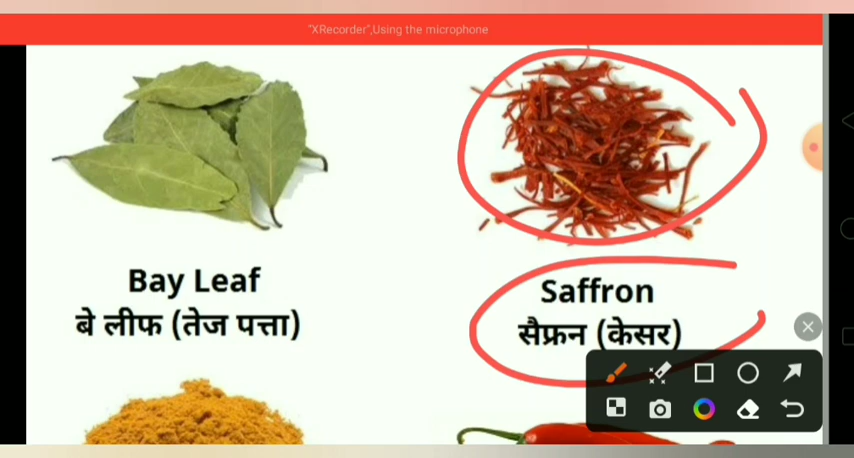 "XRecorder",Using the microphone
Bay Leaf
बे लीफ (तेज पत्ता)
Saffron
सैफ्रन (केसर)